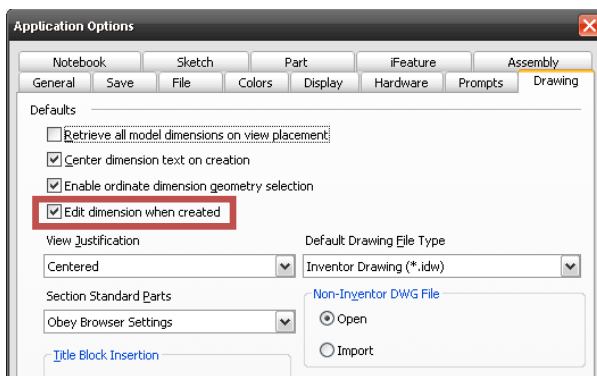 Application Options
Notebook Sketch Part iFeature Assembly
General Save File Colors Display Hardware Prompts Drawing
Defaults
Retrieve all model dimensions on view placement
Center dimension text on creation
Enable ordinate dimension geometry selection
Edit dimension when created
View Justification
Centered
Default Drawing File Type
Inventor Drawing (*.idw)
Section Standard Parts
Obey Browser Settings
Non-Inventor DWG File
Open
Import
Title Block Insertion